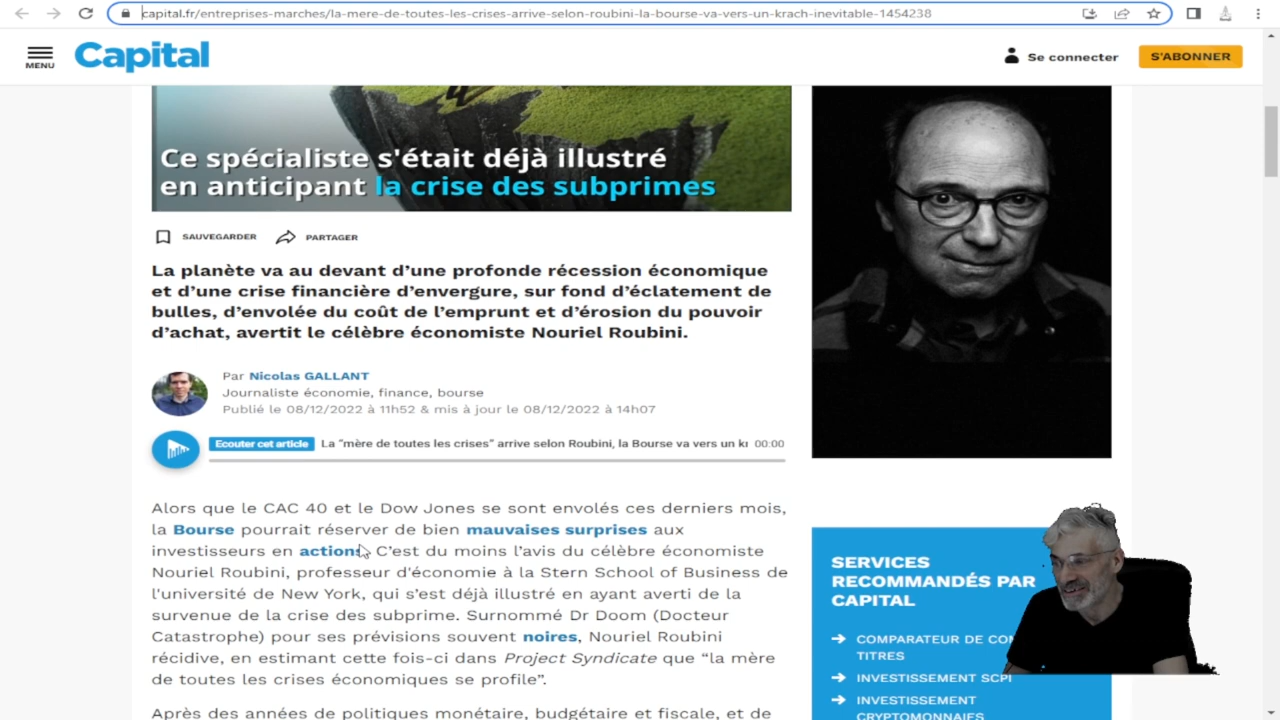 capital.fr/entreprises-marches/la-mere-de-toutes-les-crises-arrive-selon-roubini-la-bourse-va-vers-un-krach-inevitable-1454238
MENU
Capital
Se connecter
S'ABONNER
Ce spécialiste s'était déjà illustré
en anticipant la crise des subprimes
SAUVEGARDER
PARTAGER
La planète va au devant d’une profonde récession économique
et d’une crise financière d’envergure, sur fond d’éclatement de
bulles, d’envolée du coût de l’emprunt et d’érosion du pouvoir
d’achat, avertit le célèbre économiste Nouriel Roubini.
Par Nicolas GALLANT
Journaliste économie, finance, bourse
Publié le 08/12/2022 à 11h52 & mis à jour le 08/12/2022 à 14h07
Ecouter cet article La “mère de toutes les crises” arrive selon Roubini, la Bourse va vers un 00:00
Alors que le CAC 40 et le Dow Jones se sont envolés ces derniers mois,
la Bourse pourrait réserver de bien mauvaises surprises aux
investisseurs en actions. C’est du moins l’avis du célèbre économiste
Nouriel Roubini, professeur d'économie à la Stern School of Business de
l'université de New York, qui s’est déjà illustré en ayant averti de la
survenue de la crise des subprime. Surnommé Dr Doom (Docteur
Catastrophe) pour ses prévisions souvent noires, Nouriel Roubini
récidive, en estimant cette fois-ci dans Project Syndicate que “la mère
de toutes les crises économiques se profile”.
Après des années de politiques monétaire, budgétaire et fiscale, et de
SERVICES
RECOMMANDÉS PAR
CAPITAL
COMPARATEUR DE
TITRES
INVESTISSEMENT SCPI
INVESTISSEMENT
CRYPTOMONNAIES